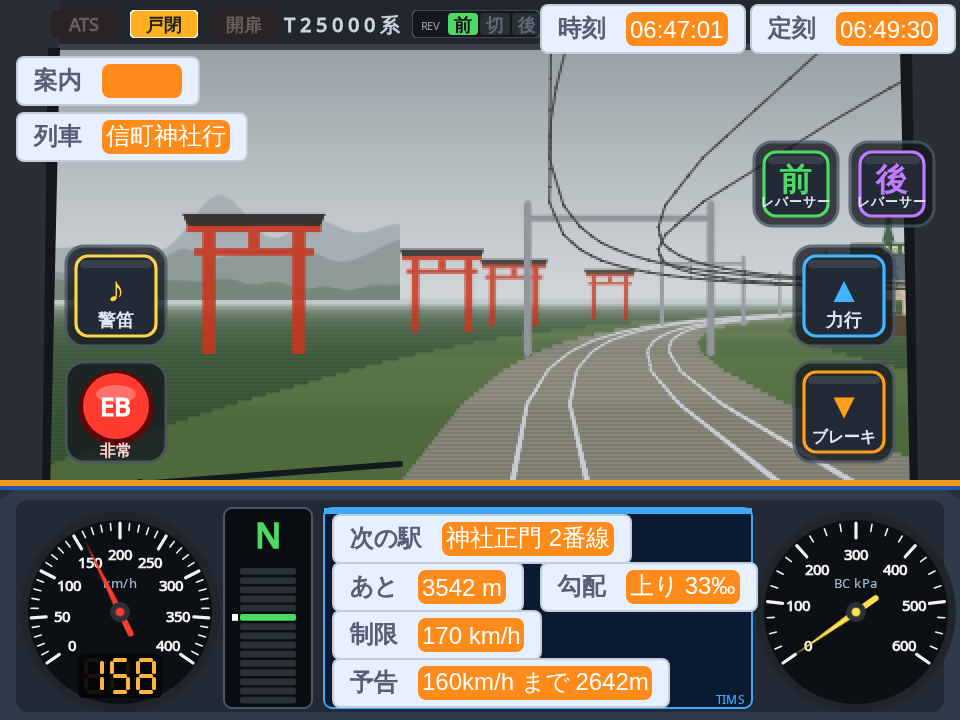 ATS 戸閉 開扉 T25000系 REV 前 切 後 時刻 06:47:01 定刻 06:49:30
案内
列車 信町神社行
前 レバーサー 後 レバーサー
♪ 警笛
▲ 力行
EB 非常
▼ ブレーキ
0 50 100 150 200 250 300 350 400 km/h
158
N
次の駅 神社正門 2番線
あと 3542 m 勾配 上り 33‰
制限 170 km/h
予告 160km/h まで 2642m
TIMS
0 100 200 300 400 500 600 BC kPa